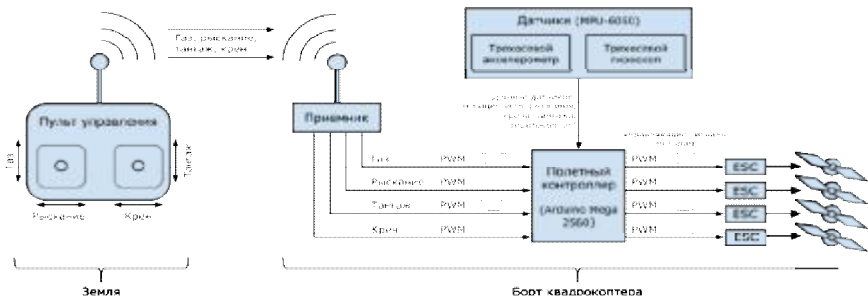 Газ, рыскание,
тангаж, крен
Датчики (MPU-6050)
Трехосевой
акселерометр
Трехосевой
гироскоп
Пульт управления
Приемник
Газ
Тангаж
Рыскание
Крен
Газ PWM
Рыскание PWM
Тангаж PWM
Крен PWM
Полетный
контроллер
(Arduino Mega
2560)
PWM
PWM
PWM
PWM
ESC
ESC
ESC
ESC
Земля
Борт квадрокоптера